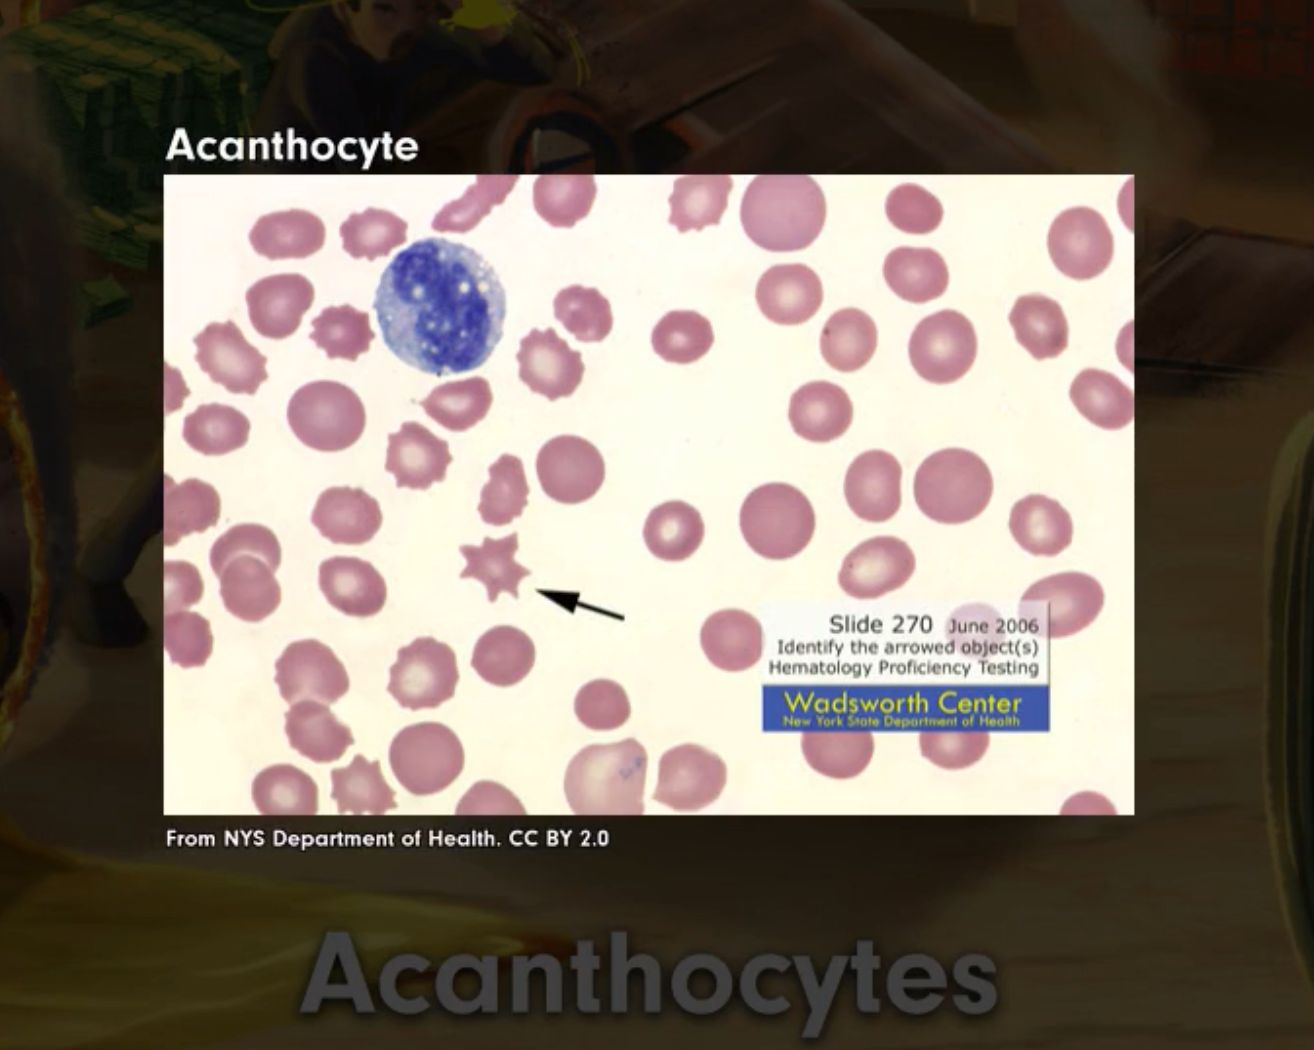 Acanthocyte
Slide 270 June 2006
Identify the arrowed object(s)
Hematology Proficiency Testing
Wadsworth Center
New York State Department of Health
From NYS Department of Health. CC BY 2.0
Acanthocytes